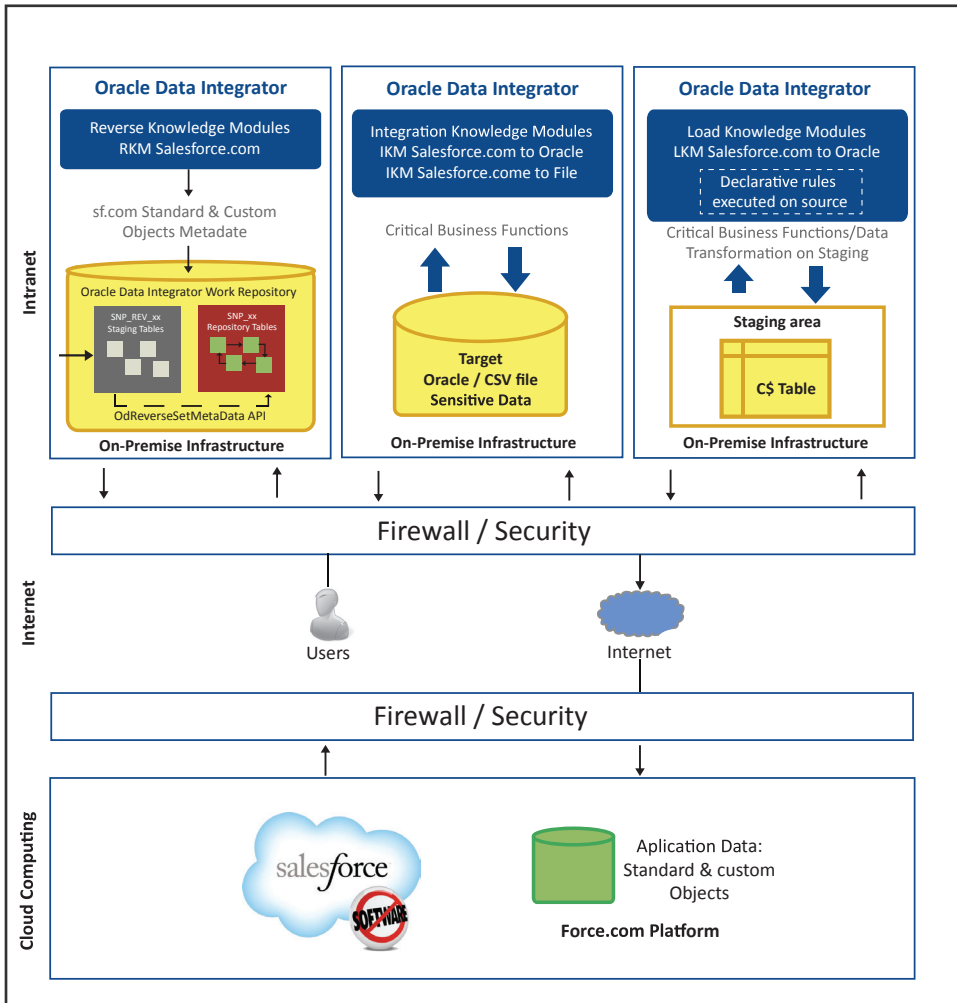 Intranet
Oracle Data Integrator
Reverse Knowledge Modules
RKM Salesforce.com
sf.com Standard & Custom
Objects Metadate
Oracle Data Integrator Work Repository
SNP_REV_xx
Staging Tables
SNP_xx
Repository Tables
OdReverseSetMetaData API
On-Premise Infrastructure
Oracle Data Integrator
Integration Knowledge Modules
IKM Salesforce.com to Oracle
IKM Salesforce.come to File
Critical Business Functions
Target
Oracle / CSV file
Sensitive Data
On-Premise Infrastructure
Oracle Data Integrator
Load Knowledge Modules
LKM Salesforce.com to Oracle
Declarative rules
executed on source
Critical Business Functions/Data
Transformation on Staging
Staging area
C$ Table
On-Premise Infrastructure
Firewall / Security
Internet
Users
Internet
Firewall / Security
Cloud Computing
salesforce
SOFTWARE
Aplication Data:
Standard & custom
Objects
Force.com Platform